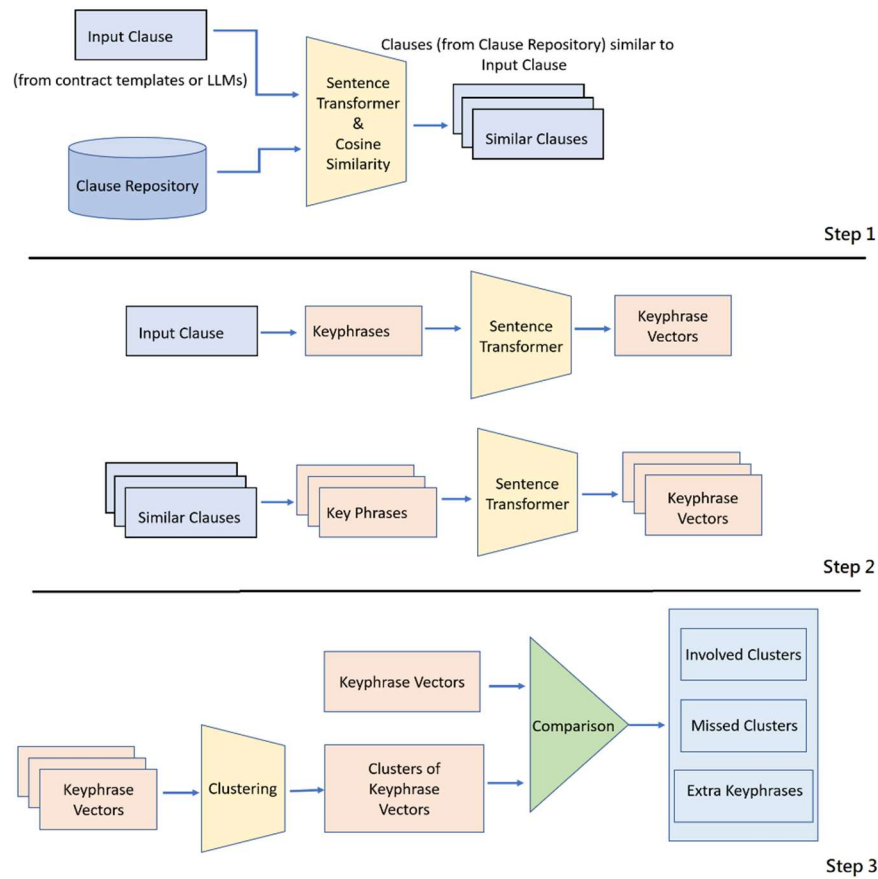 Input Clause
(from contract templates or LLMs)
Clause Repository
Sentence
Transformer
&
Cosine
Similarity
Clauses (from Clause Repository) similar to
Input Clause
Similar Clauses
Step 1
Input Clause
Keyphrases
Sentence
Transformer
Keyphrase
Vectors
Similar Clauses
Key Phrases
Sentence
Transformer
Keyphrase
Vectors
Step 2
Keyphrase Vectors
Keyphrase
Vectors
Clustering
Clusters of
Keyphrase
Vectors
Comparison
Involved Clusters
Missed Clusters
Extra Keyphrases
Step 3